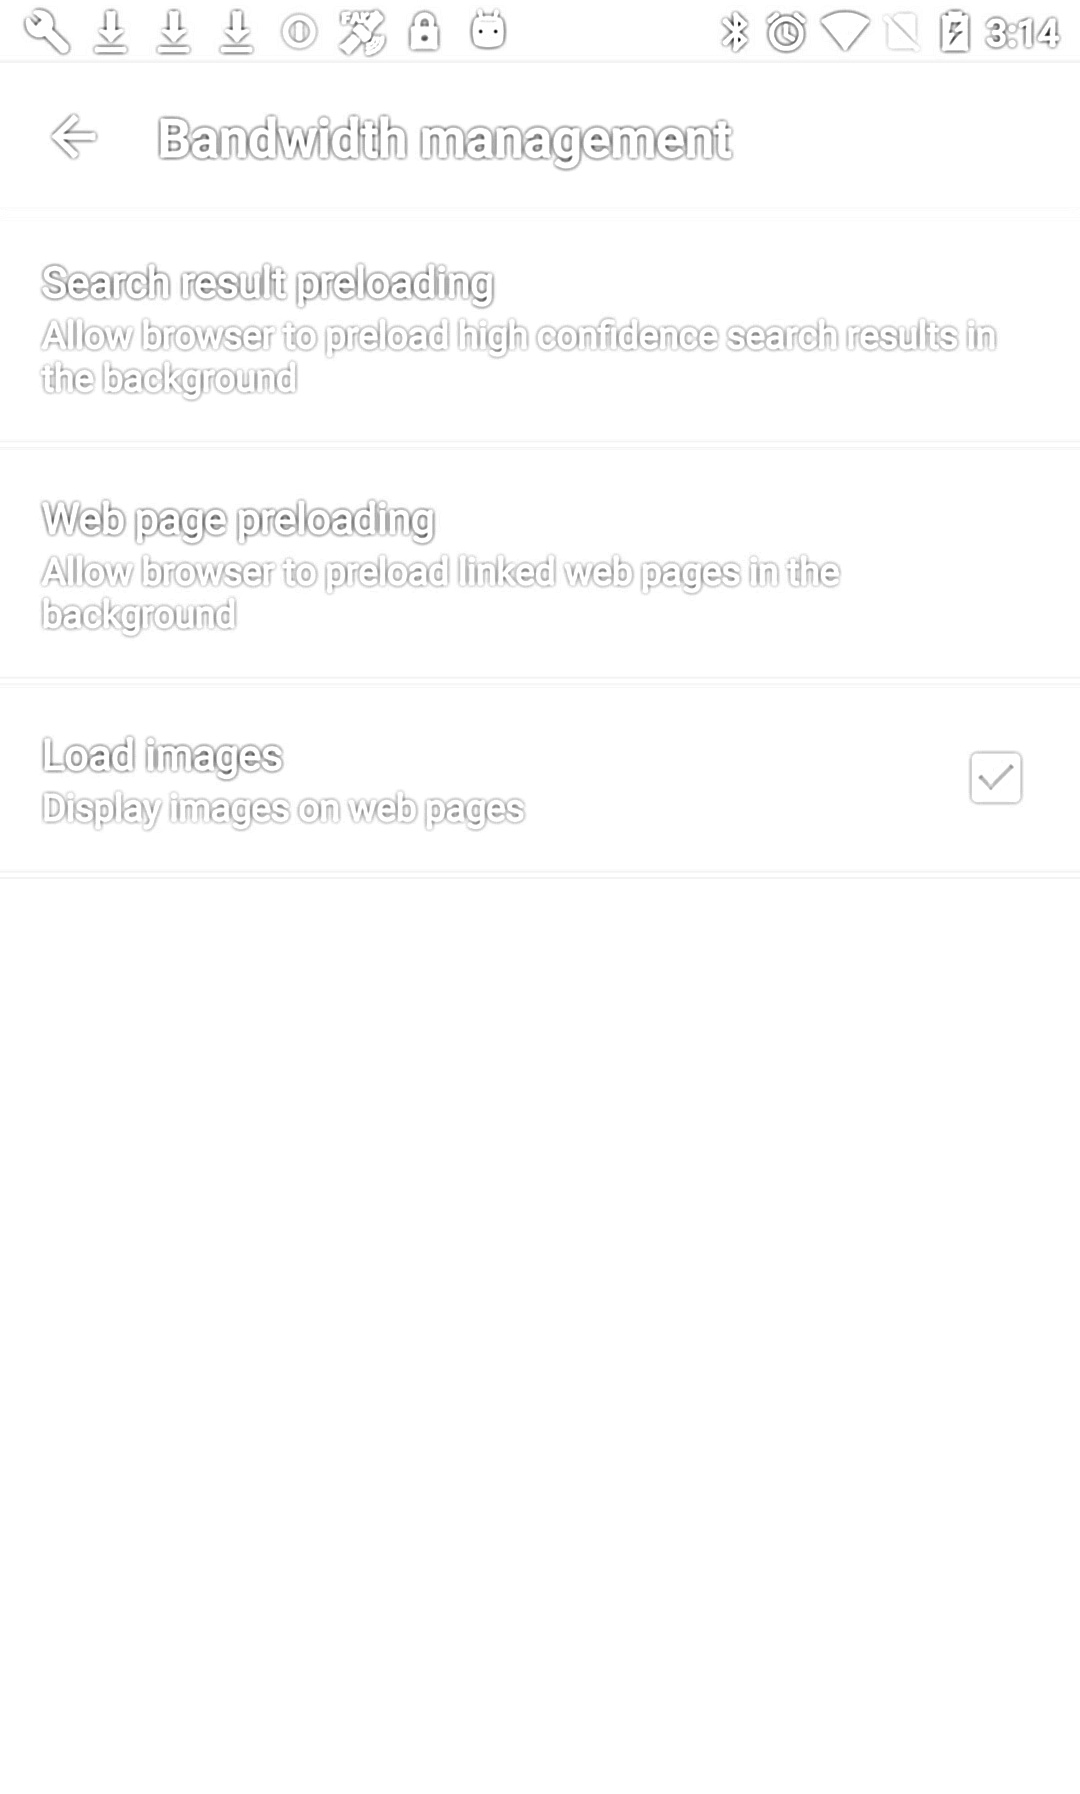 FAKE
3:14
Bandwidth management
Search result preloading
Allow browser to preload high confidence search results in
the background
Web page preloading
Allow browser to preload linked web pages in the
background
Load images
Display images on web pages